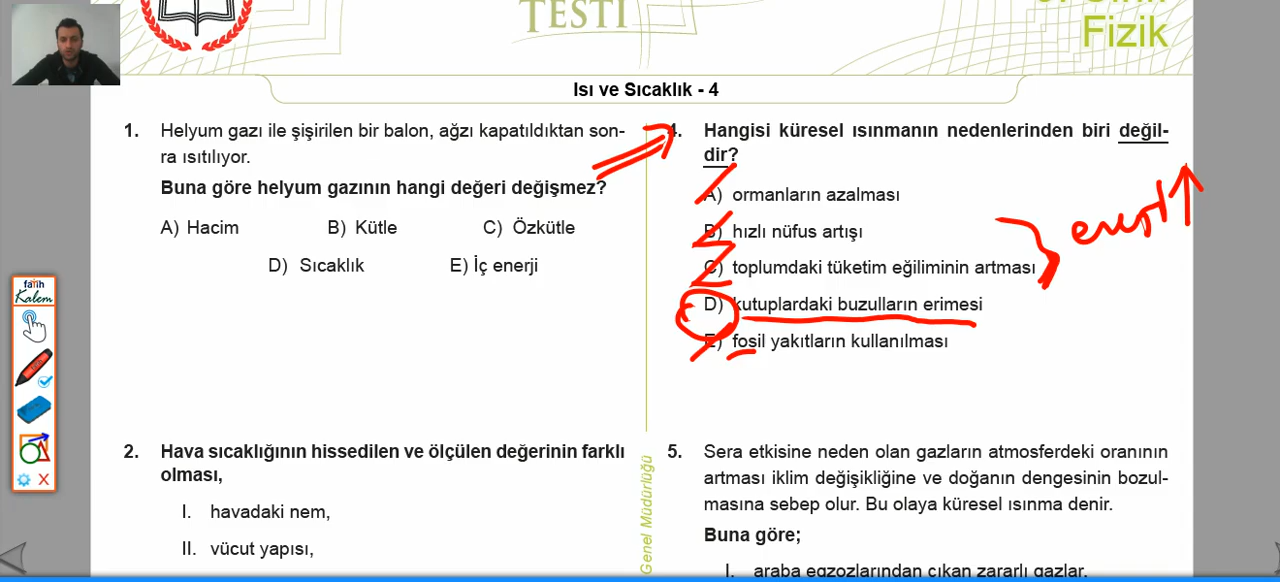 TESTİ
Fizik
Isı ve Sıcaklık - 4
1. Helyum gazı ile şişirilen bir balon, ağzı kapatıldıktan son-
ra ısıtılıyor.
Buna göre helyum gazının hangi değeri değişmez?
A) Hacim B) Kütle C) Özkütle
D) Sıcaklık E) İç enerji
2. Hava sıcaklığının hissedilen ve ölçülen değerinin farklı
olması,
I. havadaki nem,
II. vücut yapısı,
Genel Müdürlüğü
4. Hangisi küresel ısınmanın nedenlerinden biri değil-
dir?
A) ormanların azalması
B) hızlı nüfus artışı
C) toplumdaki tüketim eğiliminin artması
D) kutuplardaki buzulların erimesi
E) fosil yakıtların kullanılması
5. Sera etkisine neden olan gazların atmosferdeki oranının
artması iklim değişikliğine ve doğanın dengesinin bozul-
masına sebep olur. Bu olaya küresel ısınma denir.
Buna göre;
I. araba egzozlarından çıkan zararlı gazlar,
fatih
Kalem